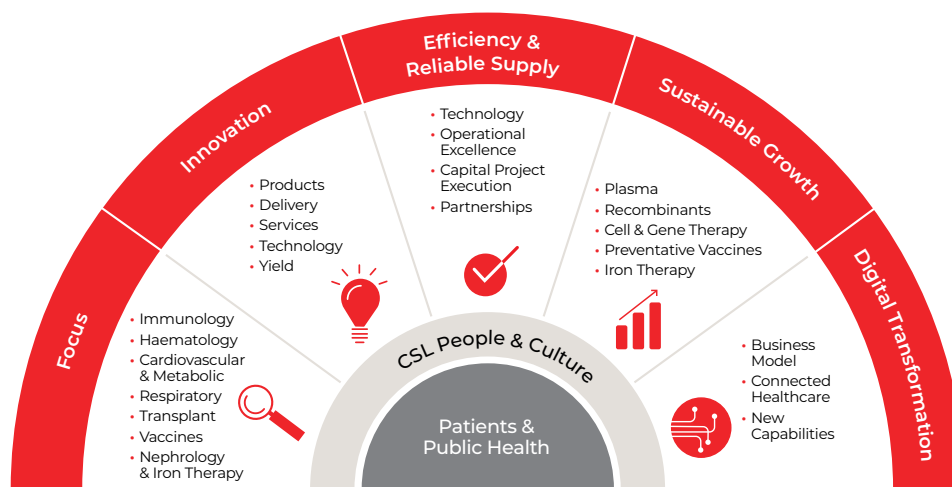 Focus
• Immunology
• Haematology
• Cardiovascular
& Metabolic
• Respiratory
• Transplant
• Vaccines
• Nephrology
& Iron Therapy
Innovation
• Products
• Delivery
• Services
• Technology
• Yield
Efficiency &
Reliable Supply
• Technology
• Operational
Excellence
• Capital Project
Execution
• Partnerships
Sustainable Growth
• Plasma
• Recombinants
• Cell & Gene Therapy
• Preventative Vaccines
• Iron Therapy
Digital Transformation
• Business
Model
• Connected
Healthcare
• New
Capabilities
CSL People & Culture
Patients &
Public Health